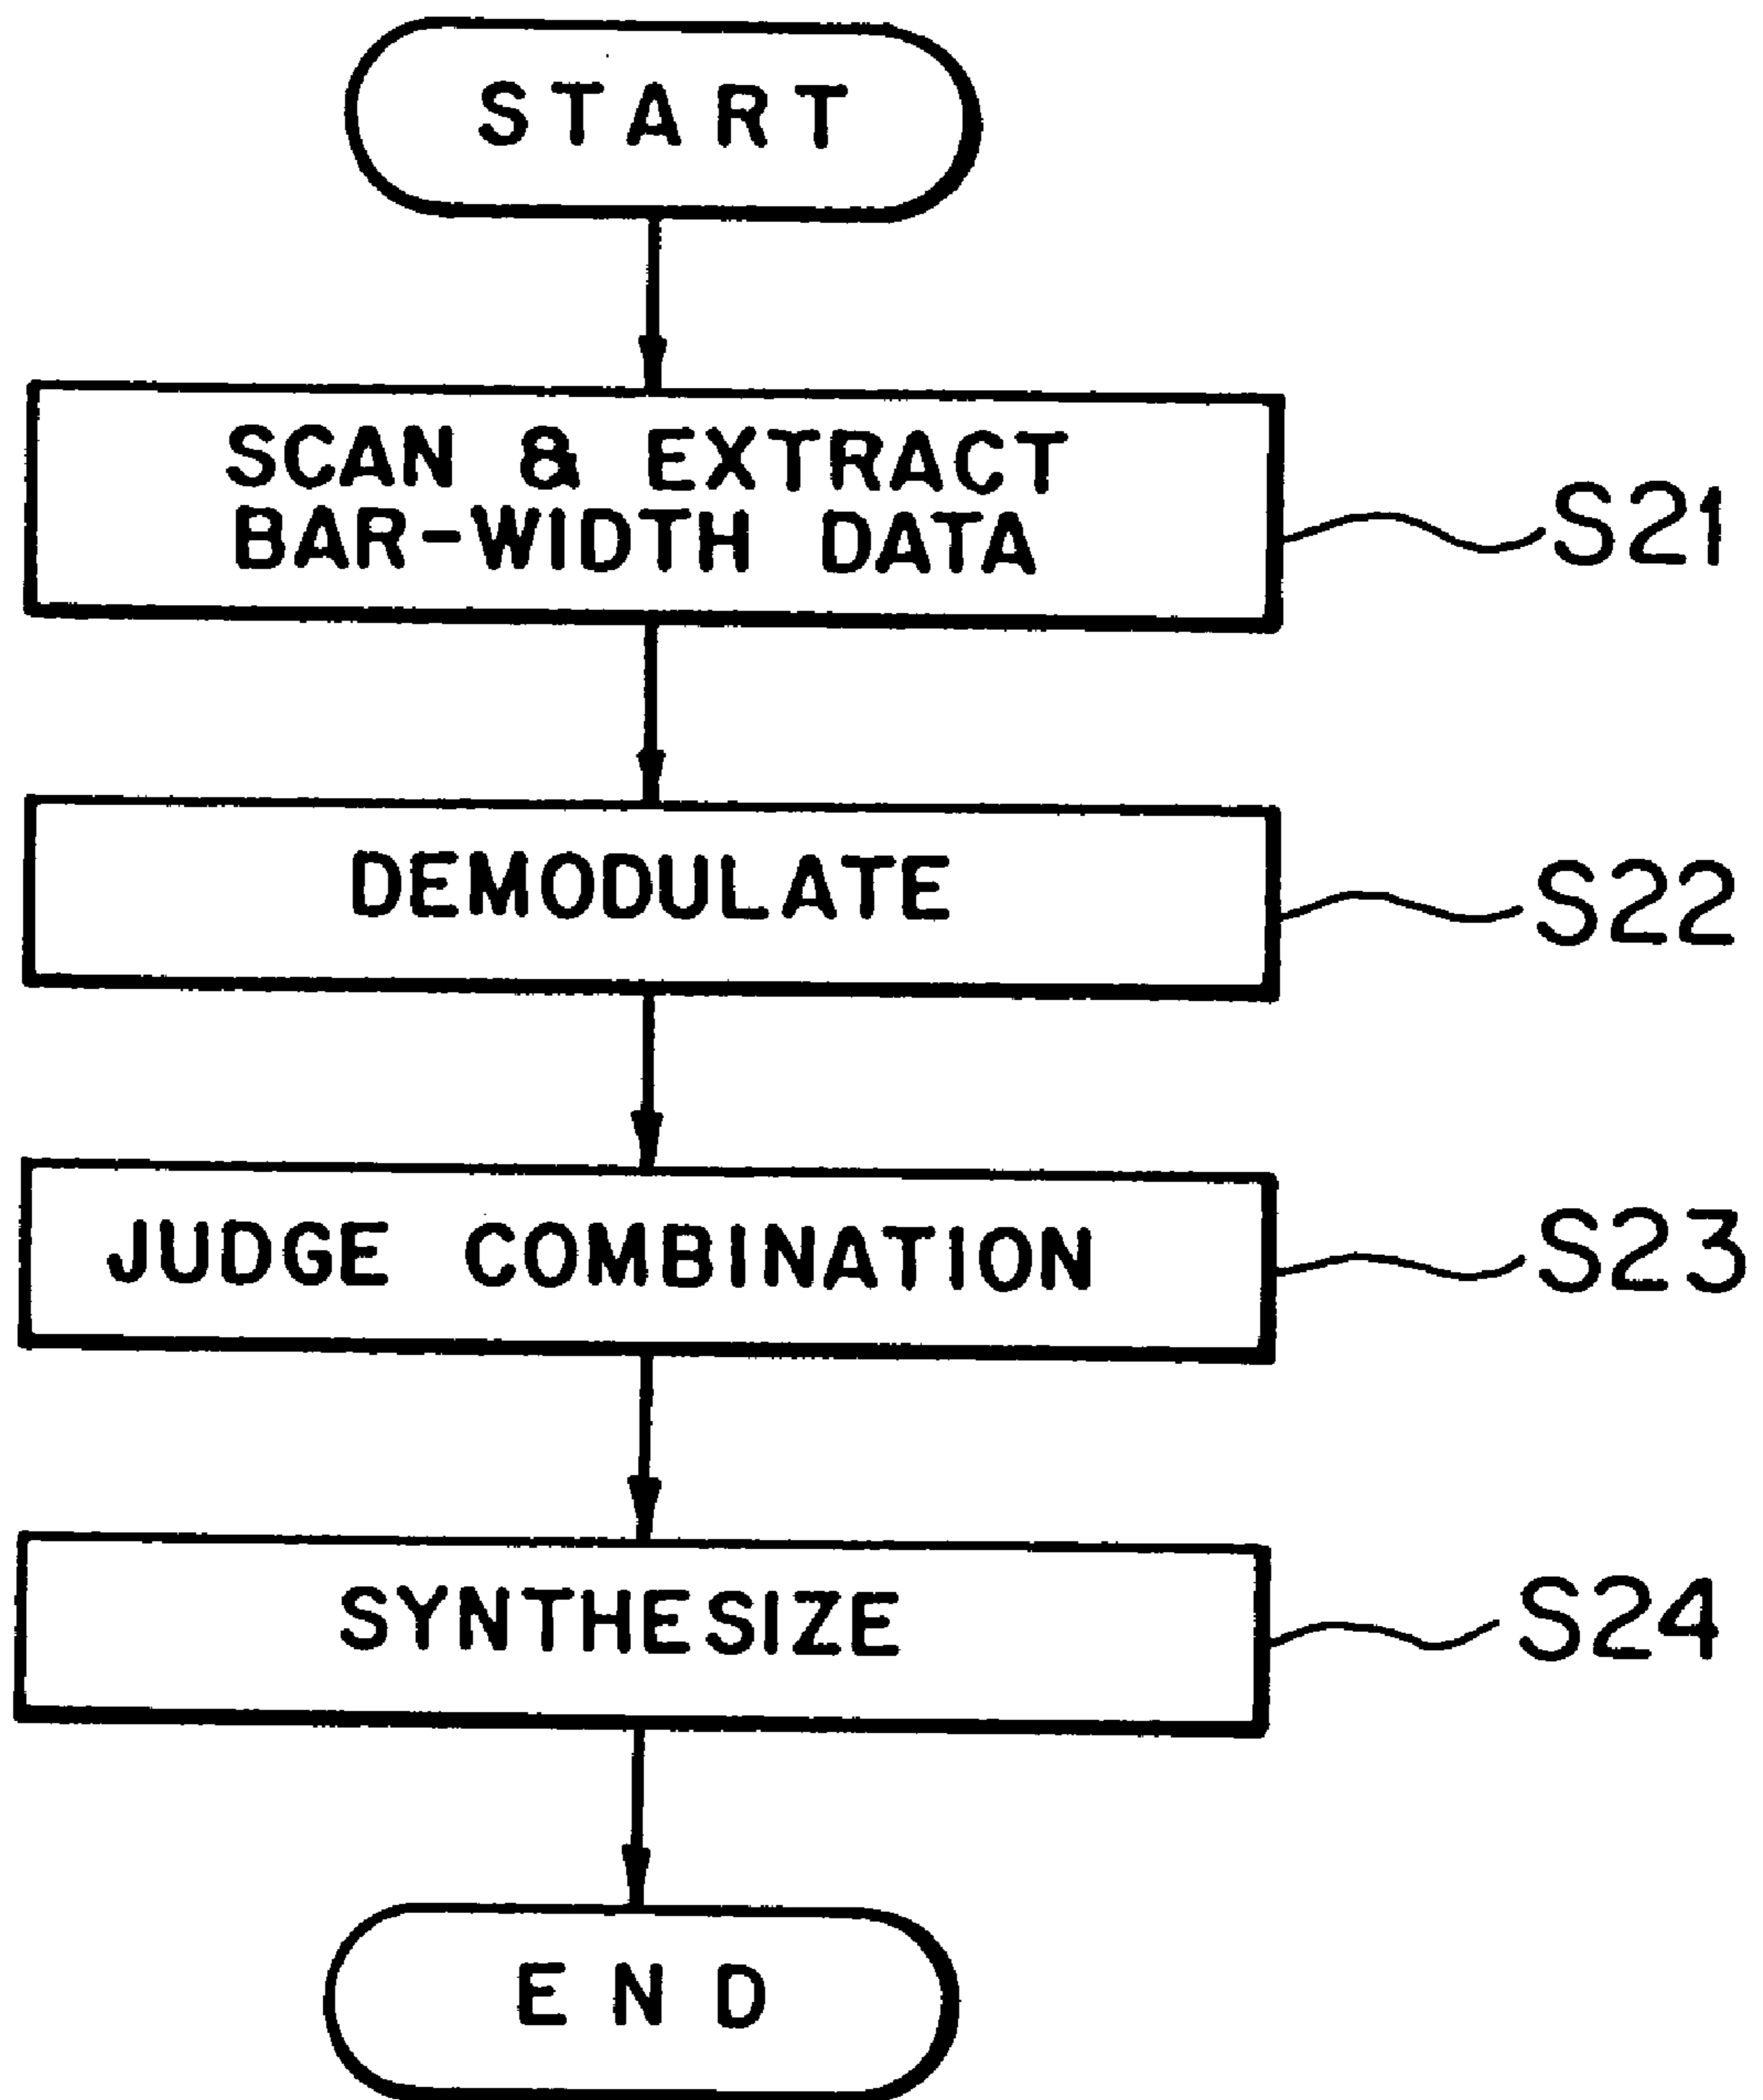 START
SCAN & EXTRACT
BAR-WIDTH DATA
S21
DEMODULATE
S22
JUDGE COMBINATION
S23
SYNTHESIZE
S24
END